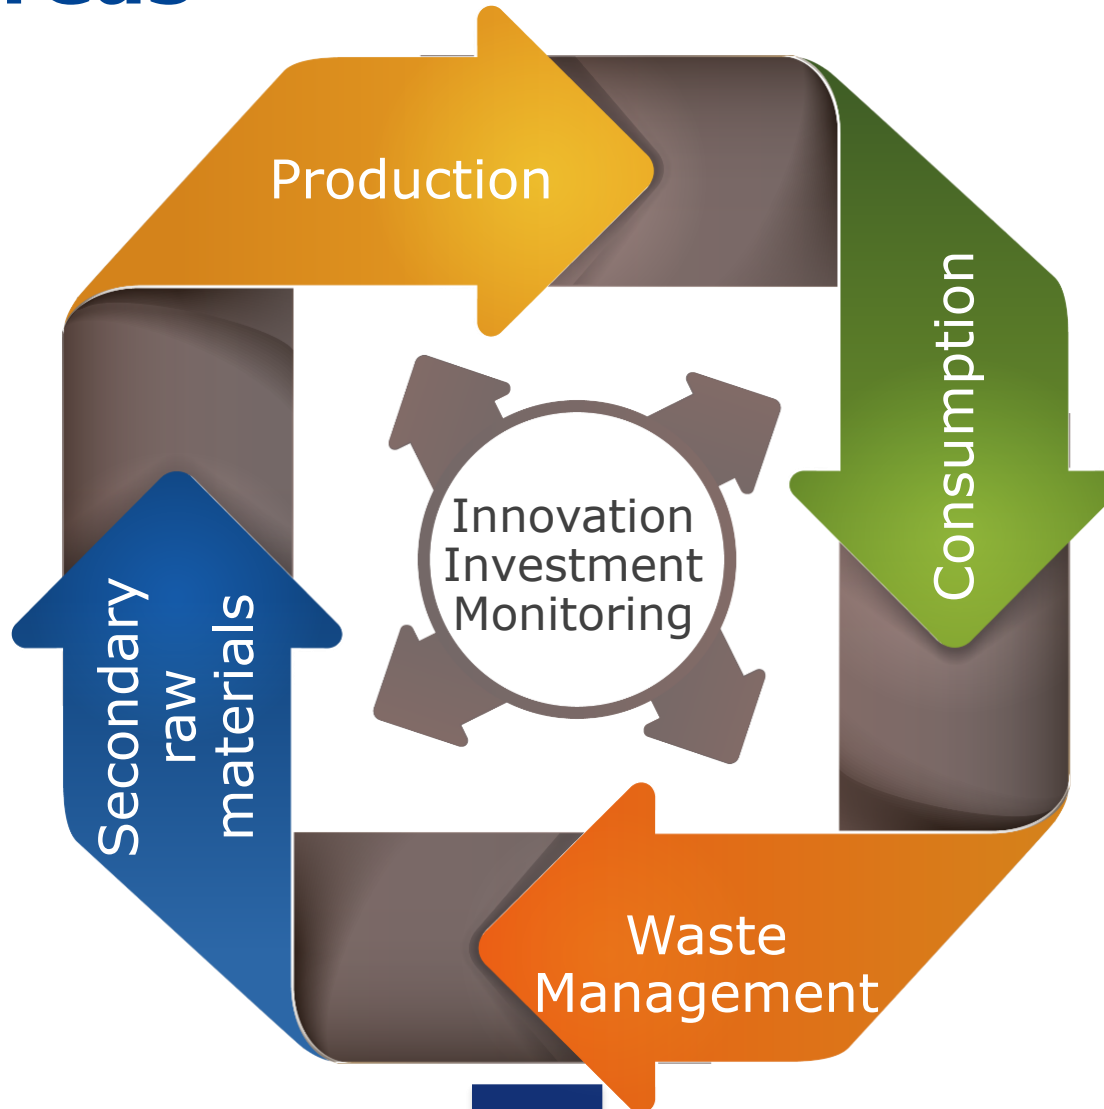 Production
Consumption
Innovation
Investment
Monitoring
Secondary
raw
materials
Waste
Management